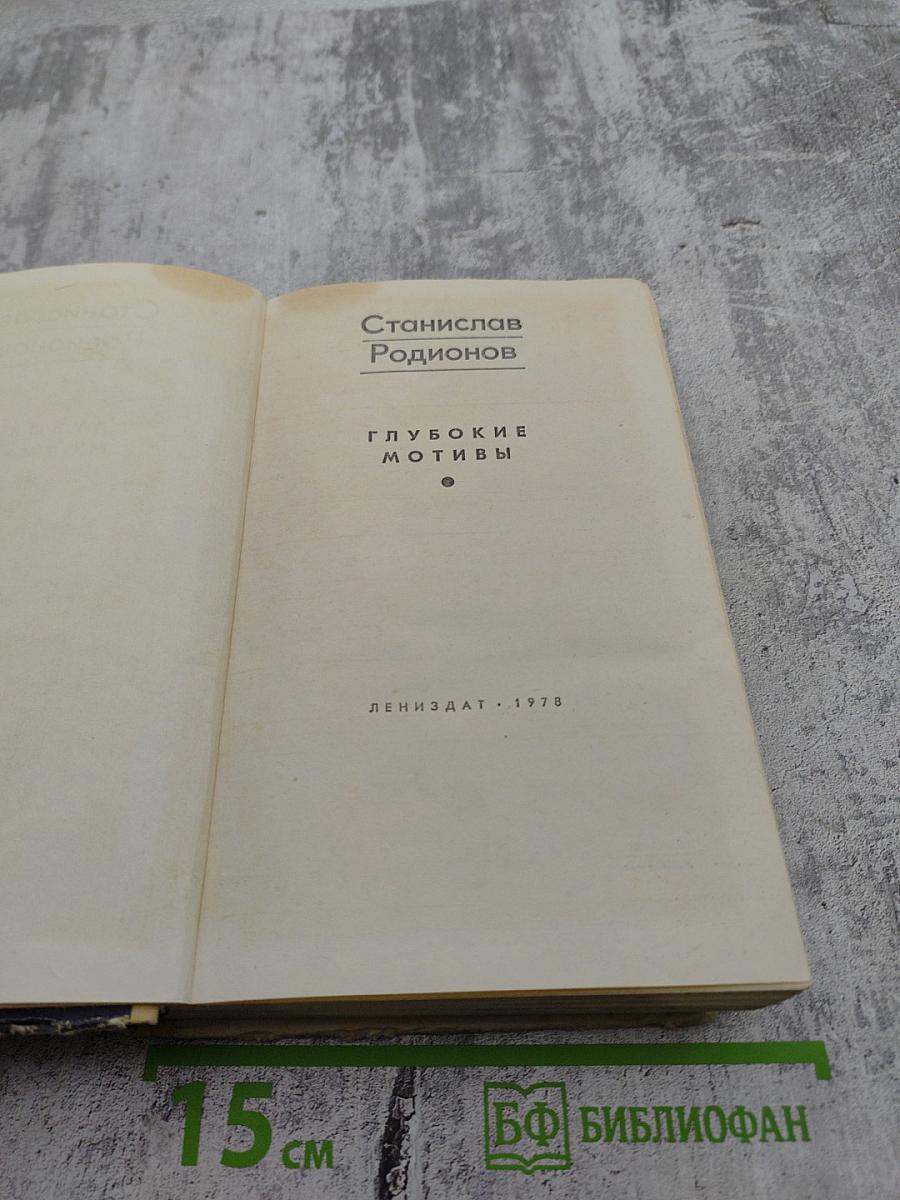 Станислав
Родионов
ГЛУБОКИЕ
МОТИВЫ
ЛЕНИЗДАТ • 1978
15 см
БФ БИБЛИОФАН